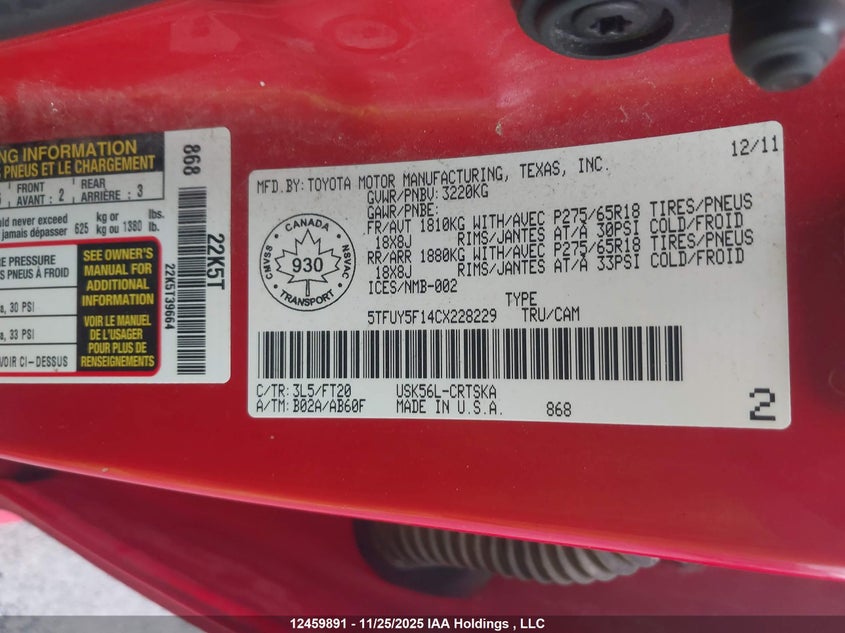 NG INFORMATION
S PNEUS ET LE CHARGEMENT
FRONT
AVANT : 2
REAR
ARRIÈRE : 3
ould never exceed
jamais dépasser
625 kg or kg ou 1380 lbs. lb.
E PRESSURE
S PNEUS À FROID
a, 30 PSI
a, 33 PSI
VOIR CI-DESSUS
SEE OWNER'S
MANUAL FOR
ADDITIONAL
INFORMATION
VOIR LE MANUEL
DE L'USAGER
POUR PLUS DE
RENSEIGNEMENTS
868
22K5T
22K5T39664
12/11
MFD.BY:TOYOTA MOTOR MANUFACTURING, TEXAS, INC.
GVWR/PNBV:3220KG
GAWR/PNBE:
FR/AVT 1810KG WITH/AVEC P275/65R18 TIRES/PNEUS
18X8J RIMS/JANTES AT/A 30PSI COLD/FROID
RR/ARR 1880KG WITH/AVEC P275/65R18 TIRES/PNEUS
18X8J RIMS/JANTES AT/A 33PSI COLD/FROID
ICES/NMB-002
CANADA
CMVSS
930
NSVAC
TRANSPORT
TYPE
5TFUY5F14CX228229 TRU/CAM
C/TR:3L5/FT20 USK56L-CRTSKA
A/TM:B02A/AB60F MADE IN U.S.A. 868
2
12459891 - 11/25/2025 IAA Holdings , LLC